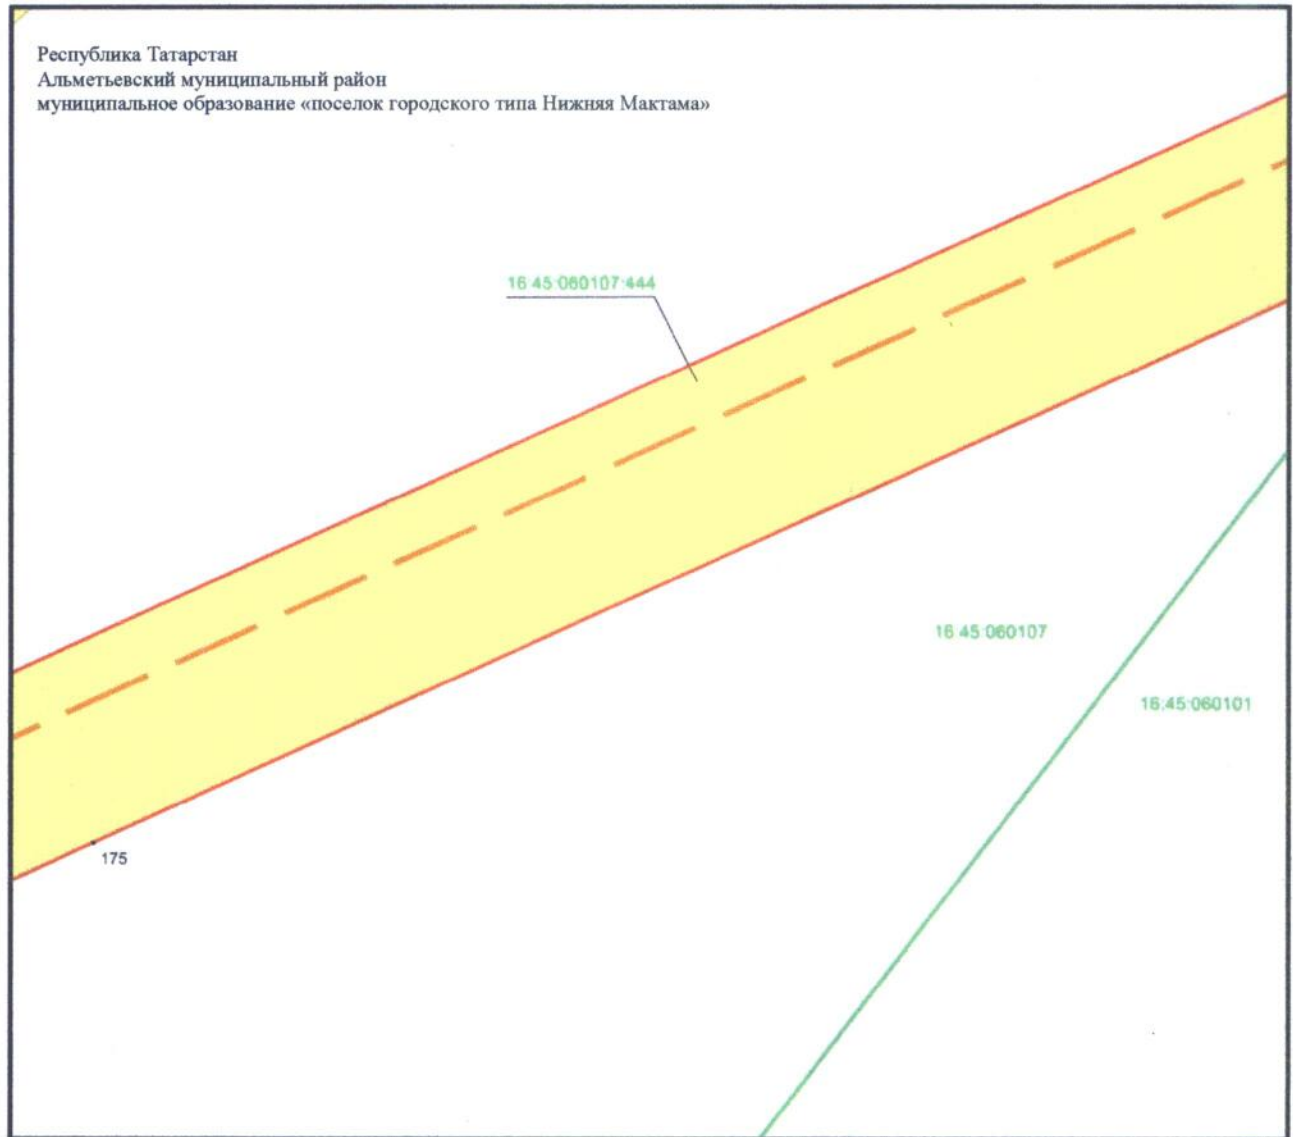 Республика Татарстан
Альметьевский муниципальный район
муниципальное образование «поселок городского типа Нижняя Мактама»
16:45:060107:444
16:45:060107
16:45:060101
175